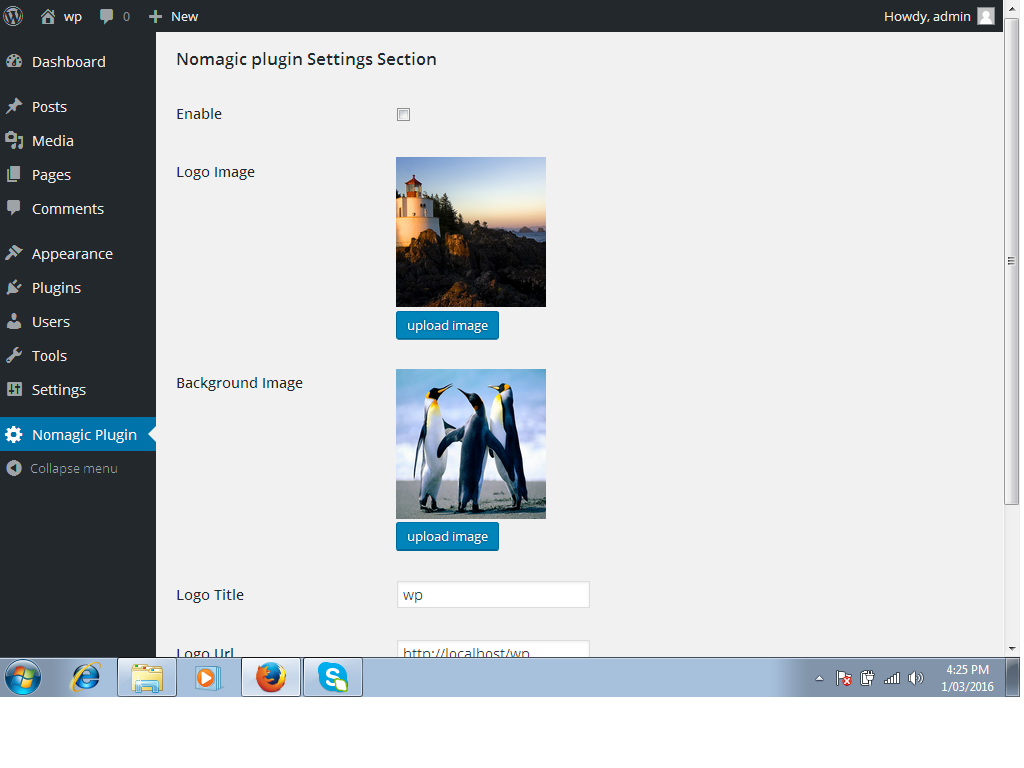 wp
0
New
Howdy, admin
Dashboard
Posts
Media
Pages
Comments
Appearance
Plugins
Users
Tools
Settings
Nomagic Plugin
Collapse menu
Nomagic plugin Settings Section
Enable
Logo Image
upload image
Background Image
upload image
Logo Title
wp
Logo Url
http://localhost/wp
4:25 PM
1/03/2016